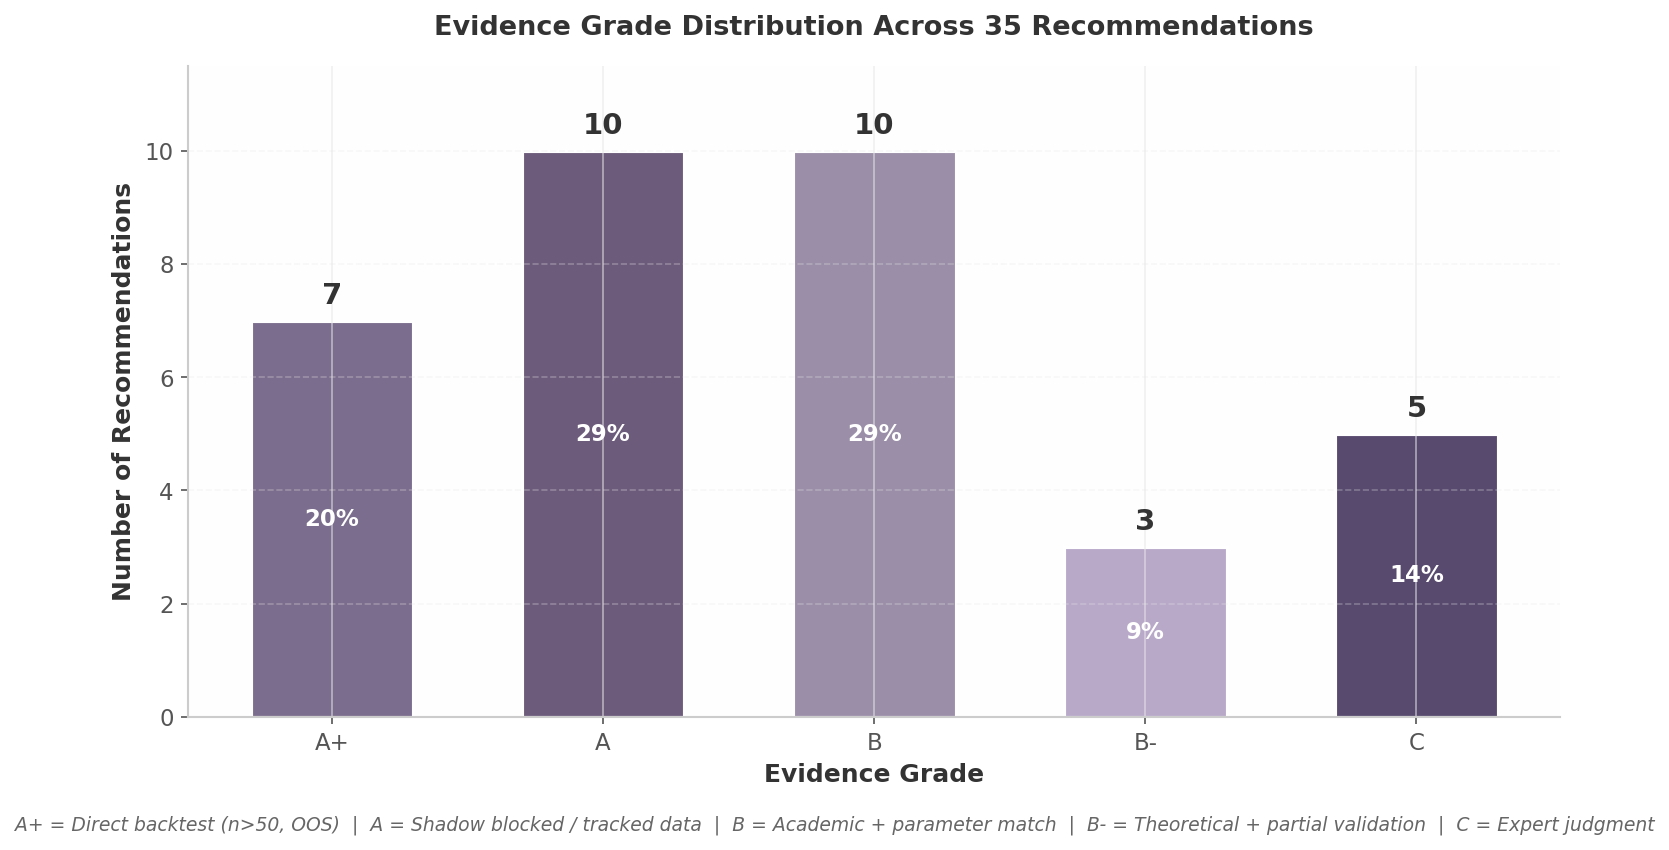 Evidence Grade Distribution Across 35 Recommendations
Number of Recommendations
10
8
6
4
2
0
7
10
10
3
5
20%
29%
29%
9%
14%
A+
A
B
B-
C
Evidence Grade
A+ = Direct backtest (n>50, OOS) | A = Shadow blocked / tracked data | B = Academic + parameter match | B- = Theoretical + partial validation | C = Expert judgment